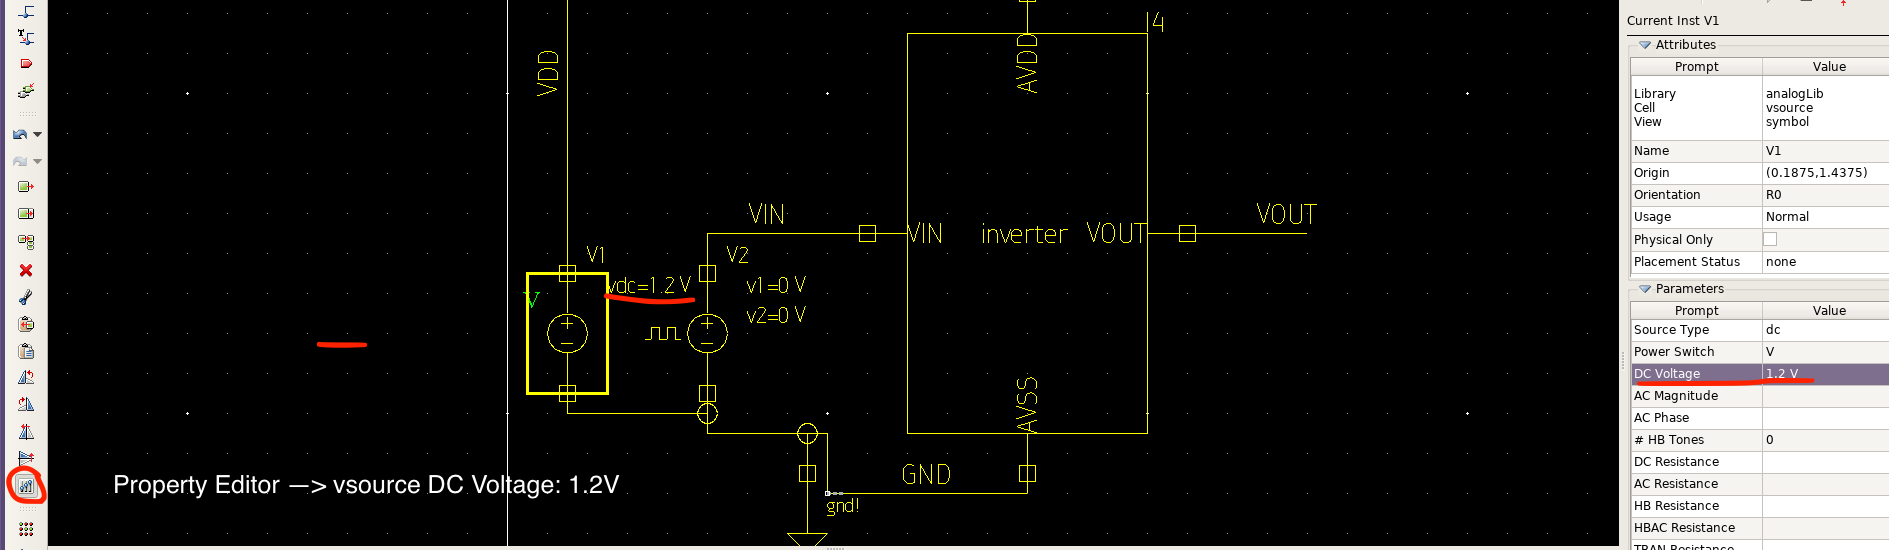 VDD
V1
vdc=1.2 V
V
VIN
V2
v1=0 V
v2=0 V
I4
AVDD
VIN
inverter
VOUT
AVSS
VOUT
GND
gnd!
Property Editor —> vsource DC Voltage: 1.2V
Current Inst V1
Attributes
Prompt Value
Library analogLib
Cell vsource
View symbol
Name V1
Origin (0.1875,1.4375)
Orientation R0
Usage Normal
Physical Only
Placement Status none
Parameters
Prompt Value
Source Type dc
Power Switch V
DC Voltage 1.2 V
AC Magnitude
AC Phase
# HB Tones 0
DC Resistance
AC Resistance
HB Resistance
HBAC Resistance